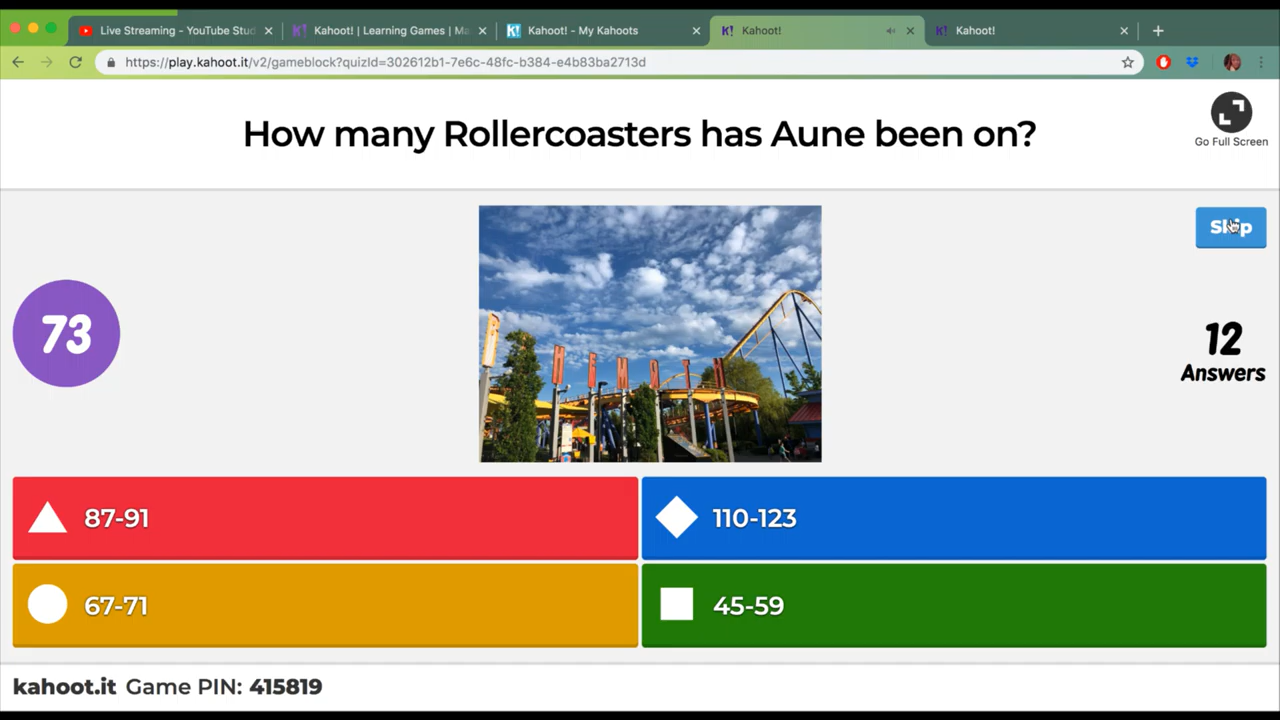 Live Streaming - YouTube Stud
Kahoot! | Learning Games | Ma
Kahoot! - My Kahoots
Kahoot!
Kahoot!
https://play.kahoot.it/v2/gameblock?quizId=302612b1-7e6c-48fc-b384-e4b83ba2713d
How many Rollercoasters has Aune been on?
Go Full Screen
Skip
73
12
Answers
87-91
110-123
67-71
45-59
kahoot.it Game PIN: 415819